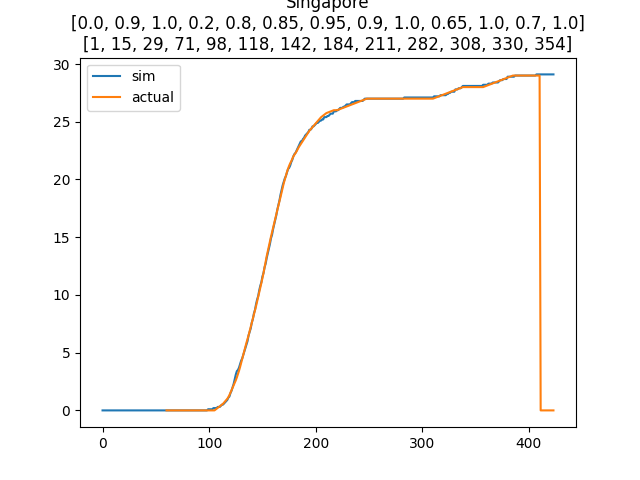 Singapore
[0.0, 0.9, 1.0, 0.2, 0.8, 0.85, 0.95, 0.9, 1.0, 0.65, 1.0, 0.7, 1.0]
[1, 15, 29, 71, 98, 118, 142, 184, 211, 282, 308, 330, 354]
sim
actual
30
25
20
15
10
5
0
0 100 200 300 400